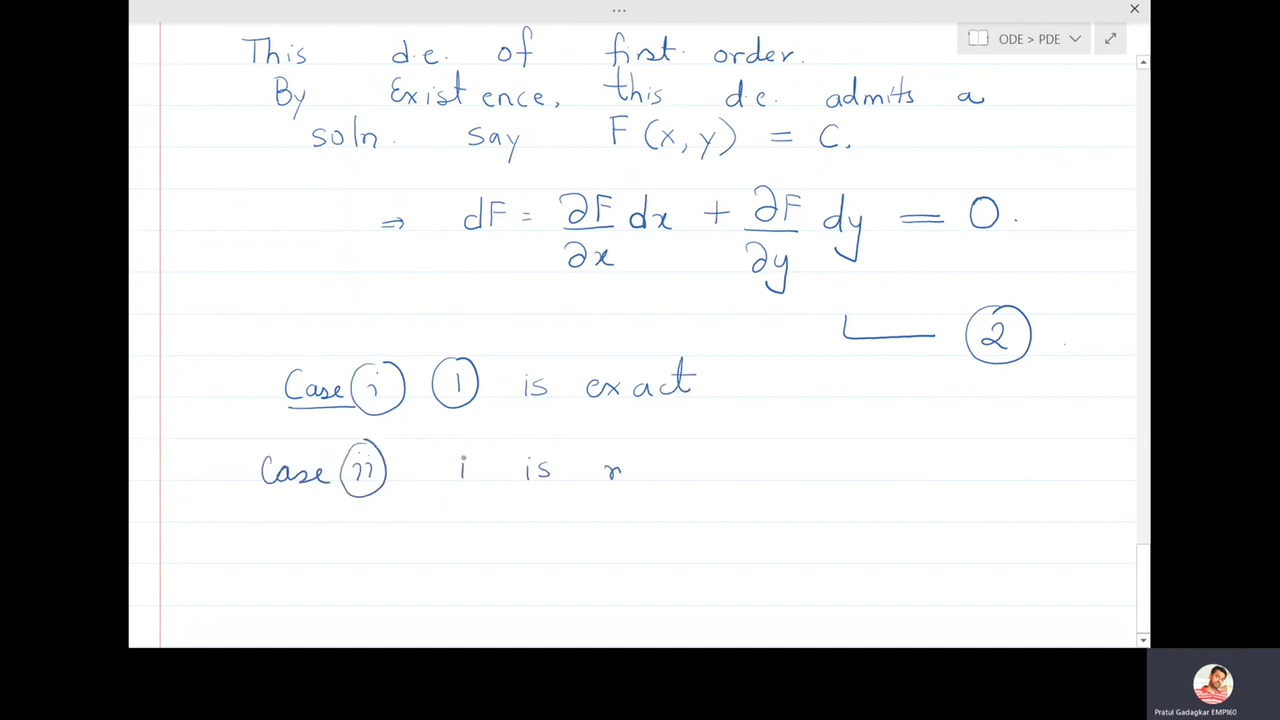 ODE > PDE
This d.e. of first order.
By Existence, this d.e. admits a
soln. say F(x, y) = C.
⇒ dF = ∂F/∂x dx + ∂F/∂y dy = 0.
2
Case i 1 is exact
Case ii i is n
Pratul Gadagkar EMP160